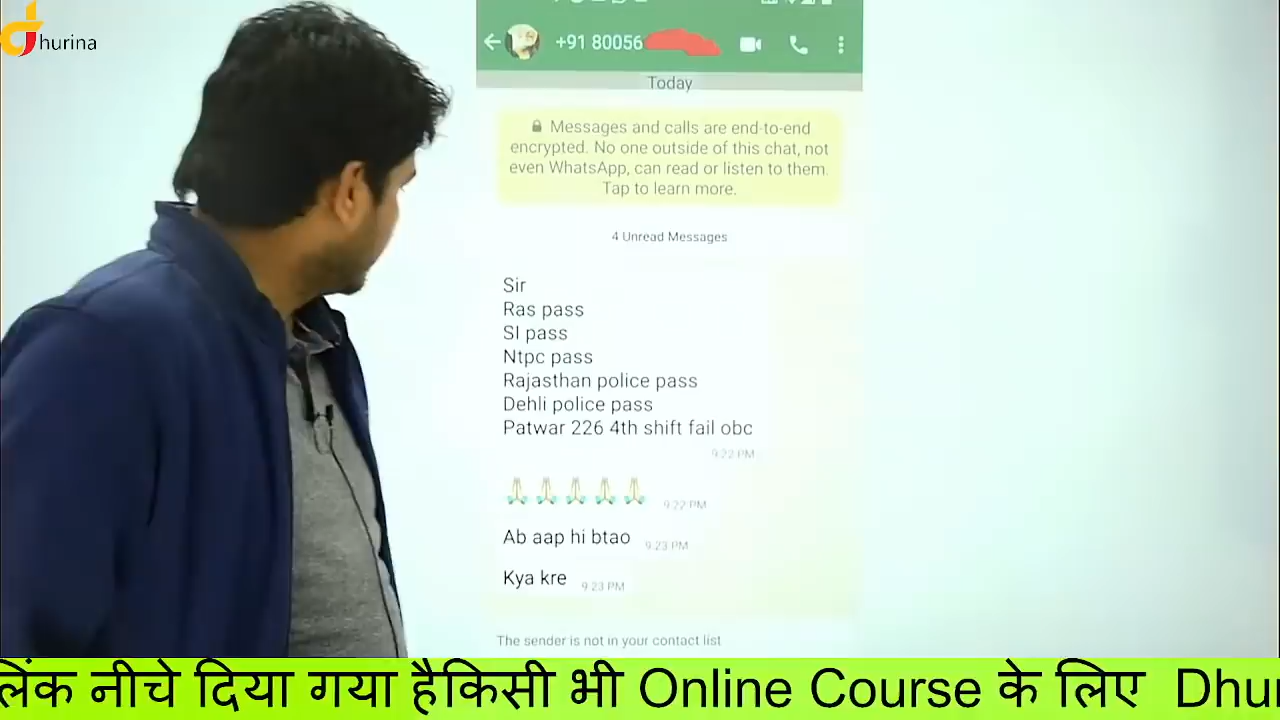 hurina
+91 80056
Today
Messages and calls are end-to-end
encrypted. No one outside of this chat, not
even WhatsApp, can read or listen to them.
Tap to learn more.
4 Unread Messages
Sir
Ras pass
SI pass
Ntpc pass
Rajasthan police pass
Dehli police pass
Patwar 226 4th shift fail obc
9:22 PM
9:22 PM
Ab aap hi btao
9:23 PM
Kya kre
9:23 PM
The sender is not in your contact list
लिंक नीचे दिया गया हैकिसी भी Online Course के लिए Dhu